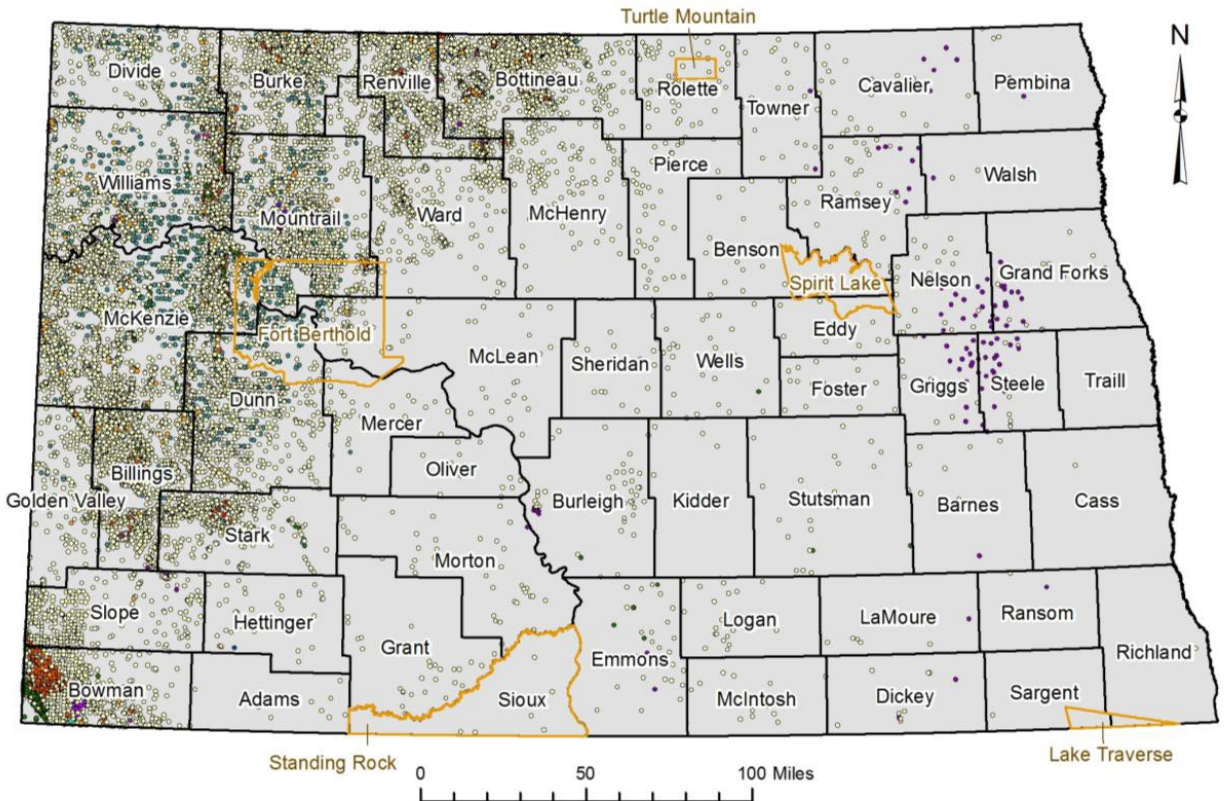 Turtle Mountain
N
Divide
Burke
Renville
Bottineau
Rolette
Towner
Cavalier
Pembina
Williams
Mountrail
Ward
McHenry
Pierce
Ramsey
Walsh
Benson
Spirit Lake
Nelson
Grand Forks
McKenzie
Fort Berthold
McLean
Sheridan
Wells
Eddy
Foster
Griggs
Steele
Traill
Dunn
Mercer
Oliver
Billings
Golden Valley
Stark
Burleigh
Kidder
Stutsman
Barnes
Cass
Morton
Slope
Hettinger
Grant
Emmons
Logan
LaMoure
Ransom
Richland
Bowman
Adams
Sioux
McIntosh
Dickey
Sargent
Standing Rock
Lake Traverse
0 50 100 Miles